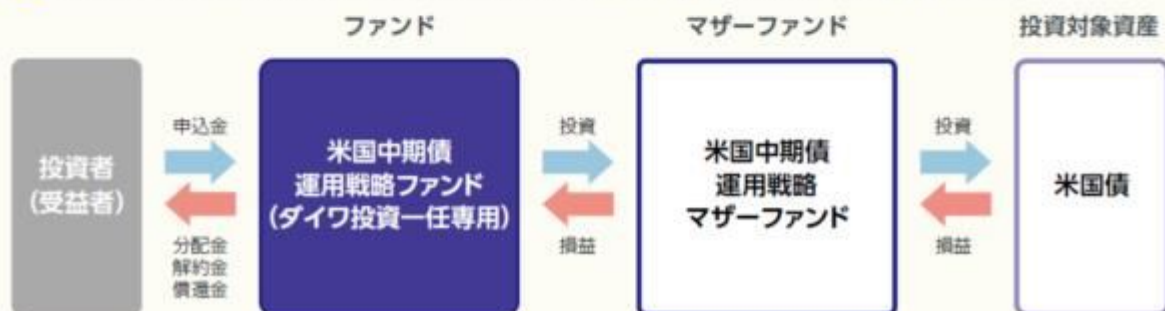 ファンド
マザーファンド
投資対象資産
投資者
(受益者)
申込金
分配金
解約金
償還金
米国中期債
運用戦略ファンド
(ダイワ投資一任専用)
投資
損益
米国中期債
運用戦略
マザーファンド
投資
損益
米国債